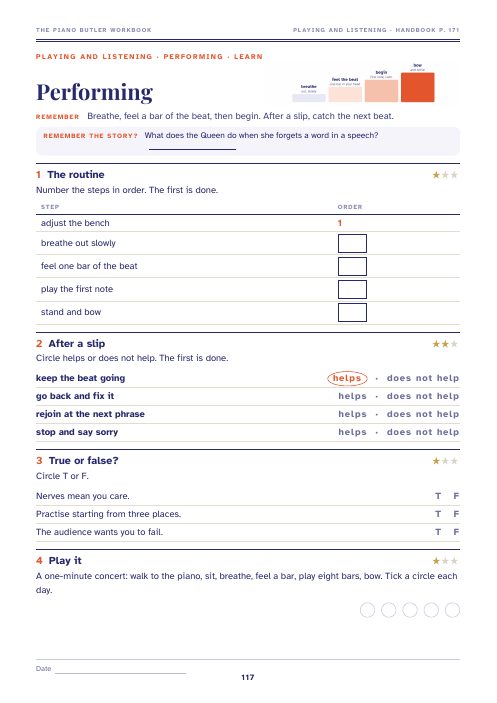 THE PIANO BUTLER WORKBOOK
PLAYING AND LISTENING · HANDBOOK P. 171
PLAYING AND LISTENING · PERFORMING · LEARN
Performing
breathe
feel the beat
begin
bow
REMEMBER Breathe, feel a bar of the beat, then begin. After a slip, catch the next beat.
REMEMBER THE STORY? What does the Queen do when she forgets a word in a speech?
1 The routine
Number the steps in order. The first is done.
STEP ORDER
adjust the bench 1
breathe out slowly
feel one bar of the beat
play the first note
stand and bow
2 After a slip
Circle helps or does not help. The first is done.
keep the beat going helps · does not help
go back and fix it helps · does not help
rejoin at the next phrase helps · does not help
stop and say sorry helps · does not help
3 True or false?
Circle T or F.
Nerves mean you care. T F
Practise starting from three places. T F
The audience wants you to fail. T F
4 Play it
A one-minute concert: walk to the piano, sit, breathe, feel a bar, play eight bars, bow. Tick a circle each
day.
Date
117